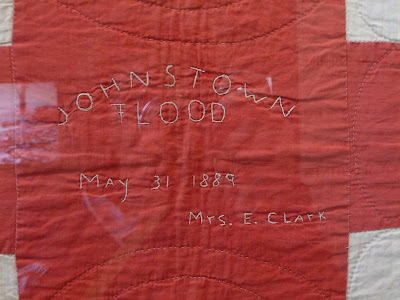 JOHNSTOWN
FLOOD
May 31 1889
Mrs. E. Clark